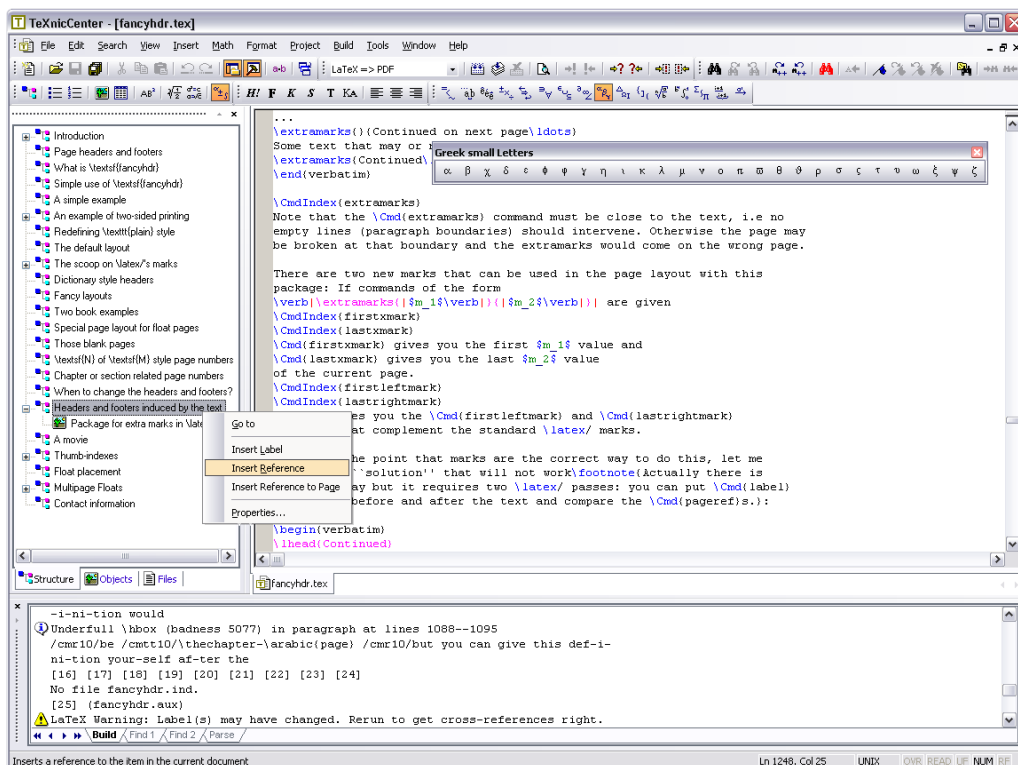 TeXnicCenter - [fancyhdr.tex]
File Edit Search View Insert Math Format Project Build Tools Window Help
LaTeX => PDF
Introduction
Page headers and footers
What is \textsf{fancyhdr}
Simple use of \textsf{fancyhdr}
A simple example
An example of two-sided printing
Redefining \texttt{plain} style
The default layout
The scoop on \latex/'s marks
Dictionary style headers
Fancy layouts
Two book examples
Special page layout for float pages
Those blank pages
\textsf{N} of \textsf{M} style page numbers
Chapter or section related page numbers
When to change the headers and footers?
Headers and footers induced by the text
Package for extra marks in \late
A movie
Thumb-indexes
Float placement
Multipage Floats
Contact information
Structure Objects Files
Go to
Insert Label
Insert Reference
Insert Reference to Page
Properties...
...
\extramarks{}{Continued on next page\ldots}
Some text that may or
\extramarks{Continued\
\end{verbatim}
Greek small Letters
α β χ δ ε ϕ φ γ η ι κ λ μ ν ο π ϖ θ ϑ ρ σ ς τ υ ω ξ ψ ζ
\CmdIndex{extramarks}
Note that the \Cmd{extramarks} command must be close to the text, i.e no
empty lines (paragraph boundaries) should intervene. Otherwise the page may
be broken at that boundary and the extramarks would come on the wrong page.
There are two new marks that can be used in the page layout with this
package: If commands of the form
\verb|\extramarks{|$m_1$\verb|}{|$m_2$\verb|}| are given
\CmdIndex{firstxmark}
\CmdIndex{lastxmark}
\Cmd{firstxmark} gives you the first $m_1$ value and
\Cmd{lastxmark} gives you the last $m_2$ value
of the current page.
\CmdIndex{firstleftmark}
\CmdIndex{lastrightmark}
es you the \Cmd{firstleftmark} and \Cmd{lastrightmark}
at complement the standard \latex/ marks.
he point that marks are the correct way to do this, let me
``solution'' that will not work\footnote{Actually there is
ay but it requires two \latex/ passes: you can put \Cmd{label}
before and after the text and compare the \Cmd{pageref}s.}:
\begin{verbatim}
\lhead{Continued}
fancyhdr.tex
-i-ni-tion would
Underfull \hbox (badness 5077) in paragraph at lines 1088--1095
/cmr10/be /cmtt10/\thechapter-\arabic{page} /cmr10/but you can give this def-i-
ni-tion your-self af-ter the
[16] [17] [18] [19] [20] [21] [22] [23] [24]
No file fancyhdr.ind.
[25] (fancyhdr.aux)
LaTeX Warning: Label(s) may have changed. Rerun to get cross-references right.
Build Find 1 Find 2 Parse
Inserts a reference to the item in the current document
Ln 1248, Col 25 UNIX OVR READ LF NUM RF